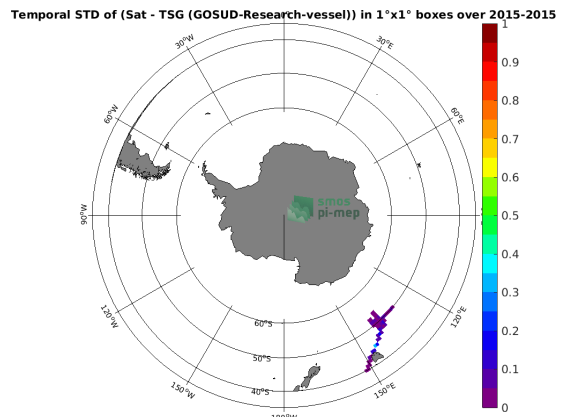 Temporal STD of (Sat - TSG (GOSUD-Research-vessel)) in 1°x1° boxes over 2015-2015
30°W
30°E
60°W
60°E
90°W
120°W
120°E
150°W
150°E
180°W
60°S
50°S
40°S
smos
pi-mep
1
0.9
0.8
0.7
0.6
0.5
0.4
0.3
0.2
0.1
0